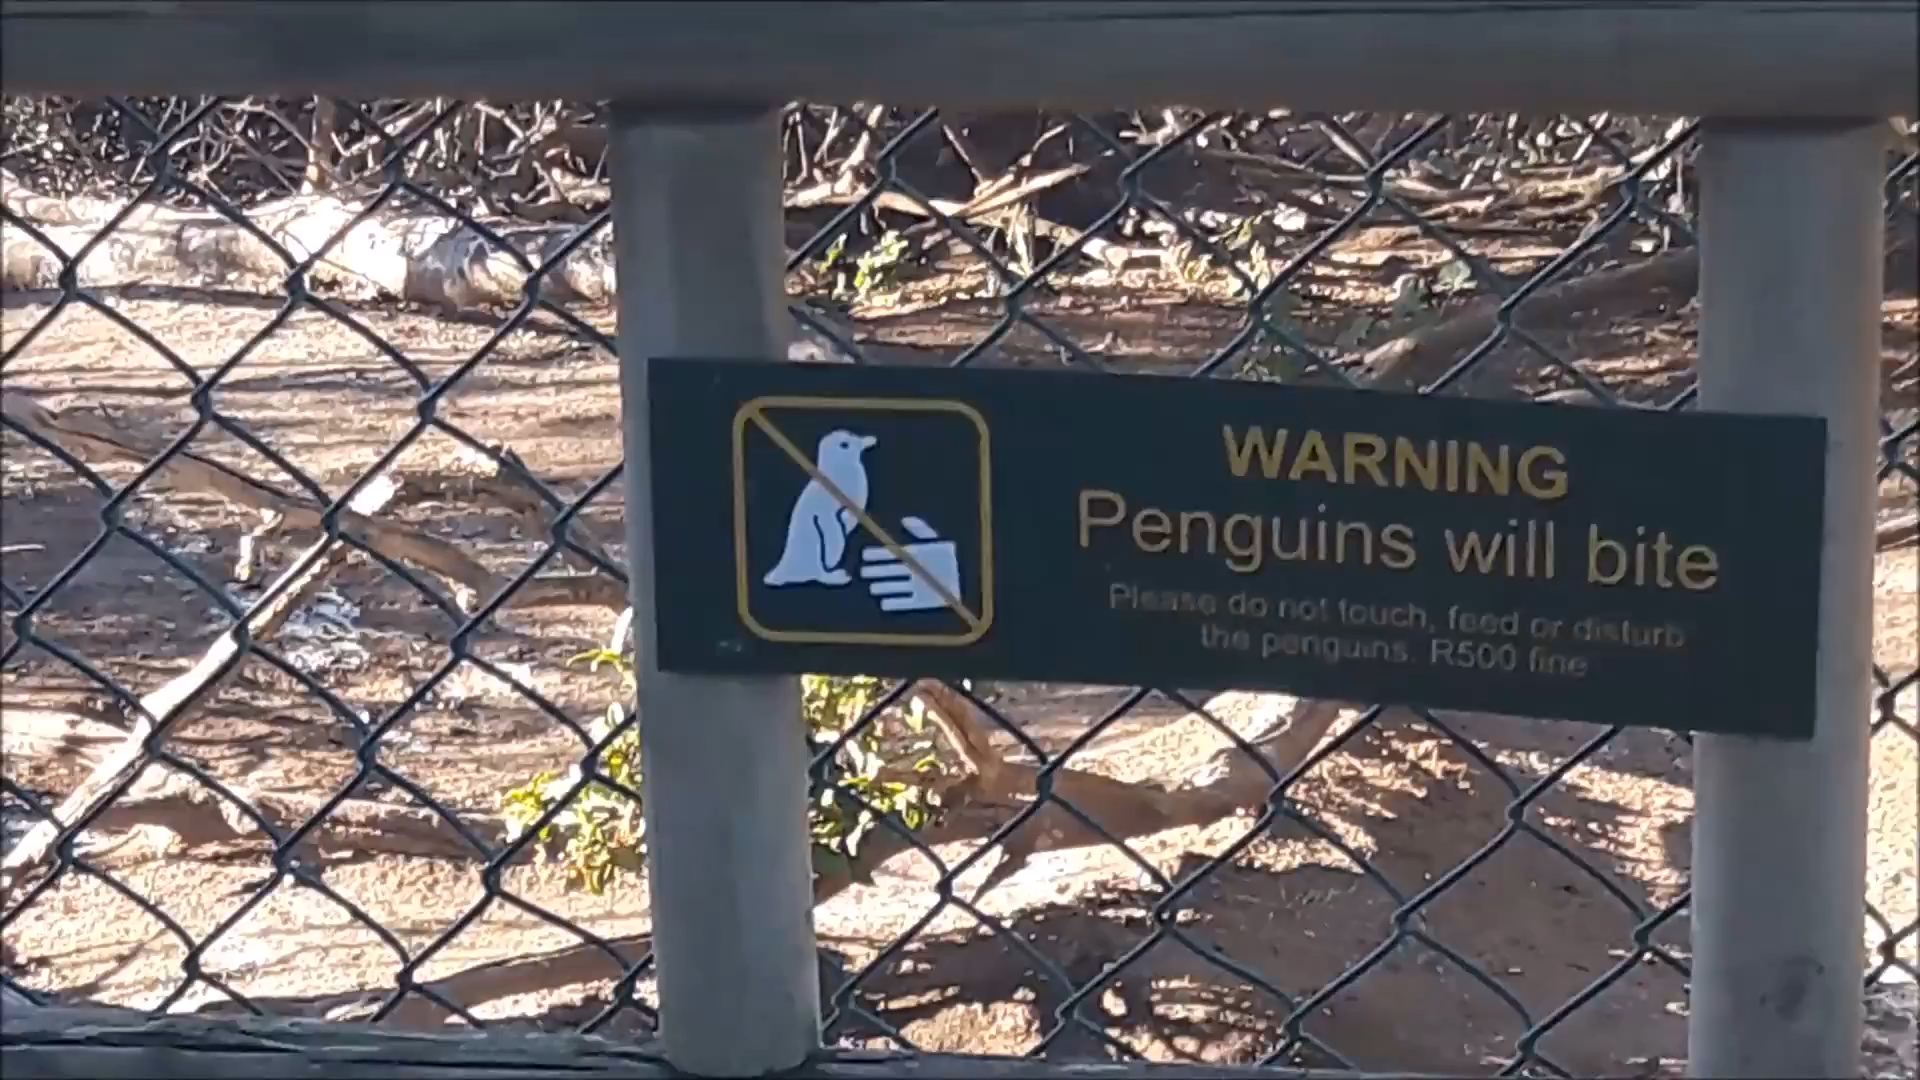 WARNING
Penguins will bite
Please do not touch, feed or disturb
the penguins. R500 fine